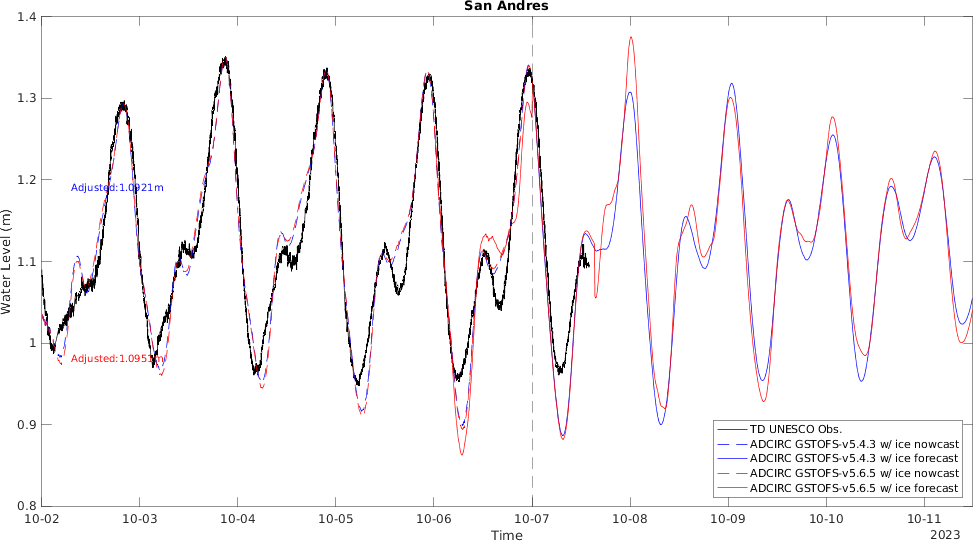 San Andres
1.4
1.3
1.2
1.1
1
0.9
0.8
Water Level (m)
Adjusted:1.0921m
Adjusted:1.0951m
TD UNESCO Obs.
ADCIRC GSTOFS-v5.4.3 w/ ice nowcast
ADCIRC GSTOFS-v5.4.3 w/ ice forecast
ADCIRC GSTOFS-v5.6.5 w/ ice nowcast
ADCIRC GSTOFS-v5.6.5 w/ ice forecast
10-02 10-03 10-04 10-05 10-06 10-07 10-08 10-09 10-10 10-11
Time
2023